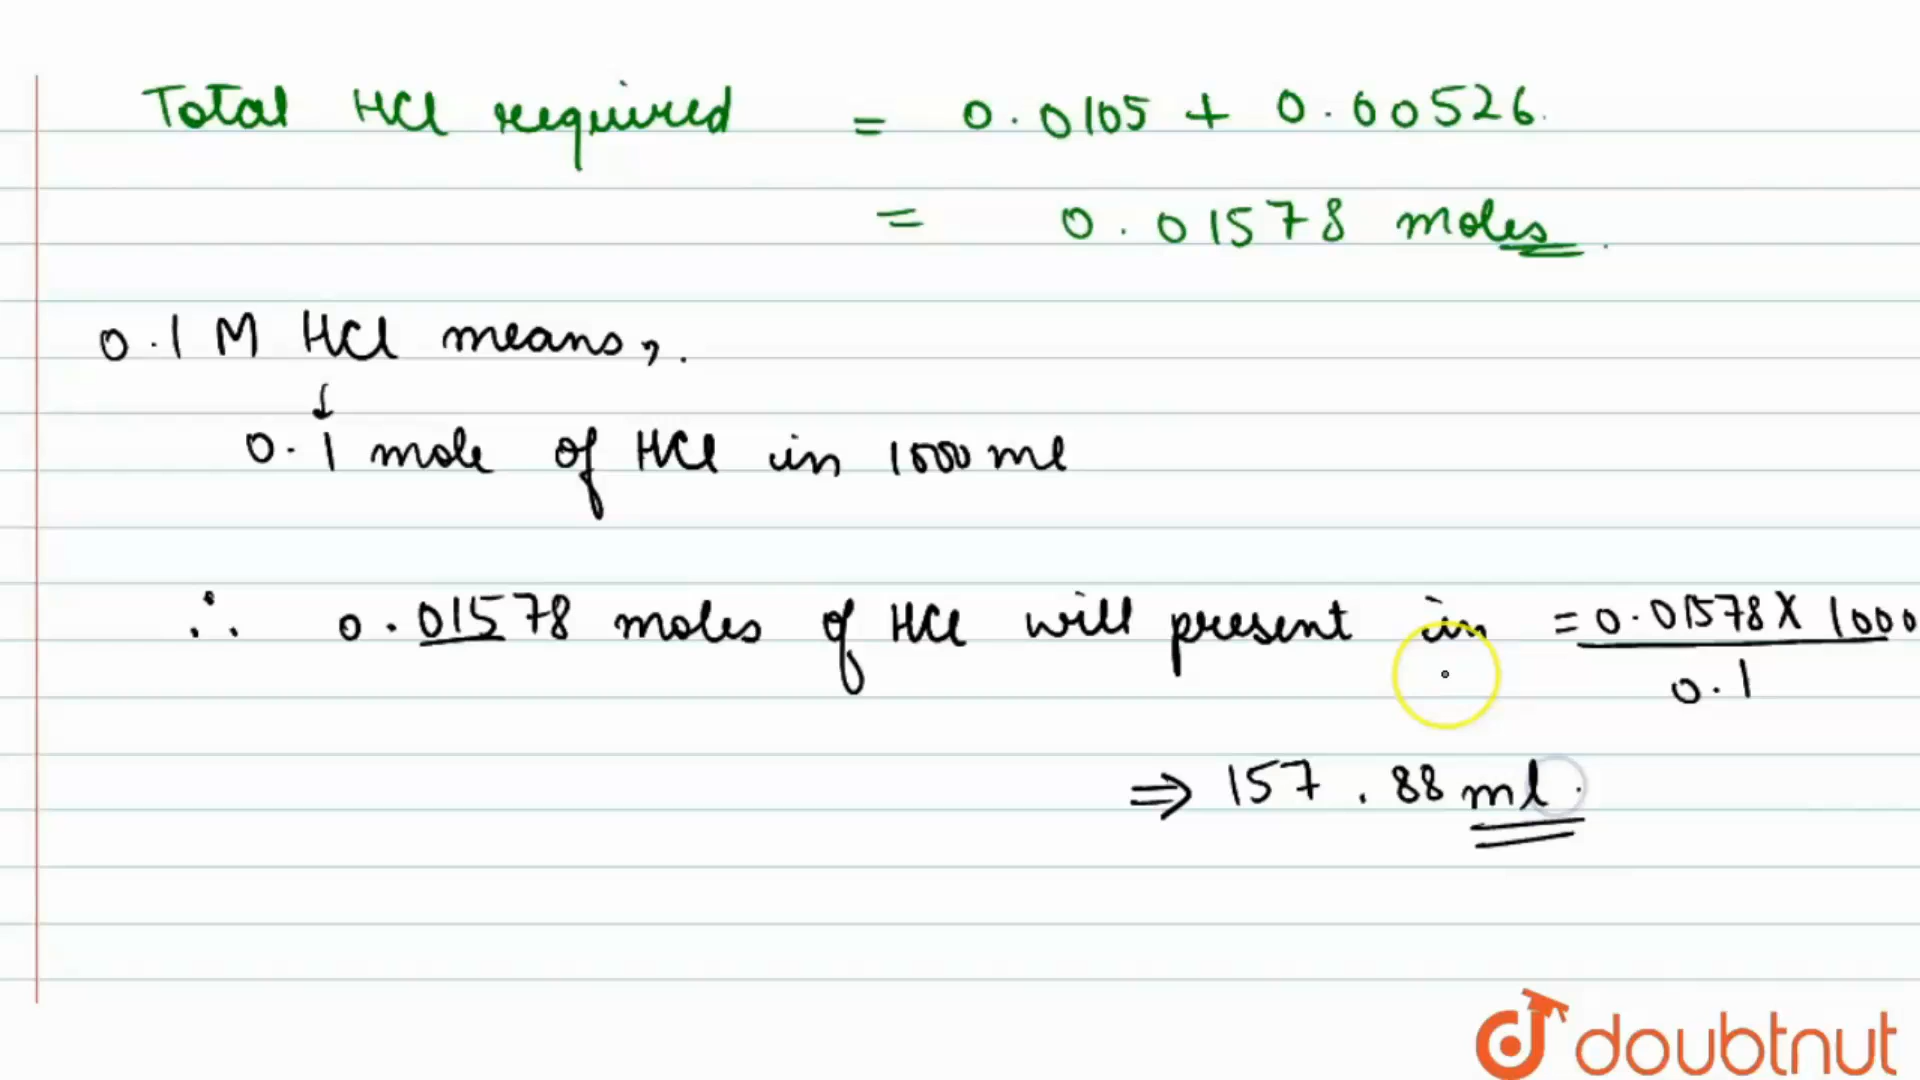 Total HCl required = 0.0105 + 0.00526.
= 0.01578 moles.
0.1 M HCl means,.
↓
0.1 mole of HCl in 1000 ml
∴ 0.01578 moles of HCl will present in = 0.01578 X 1000
0.1
⇒ 157.88 ml.
doubtnut